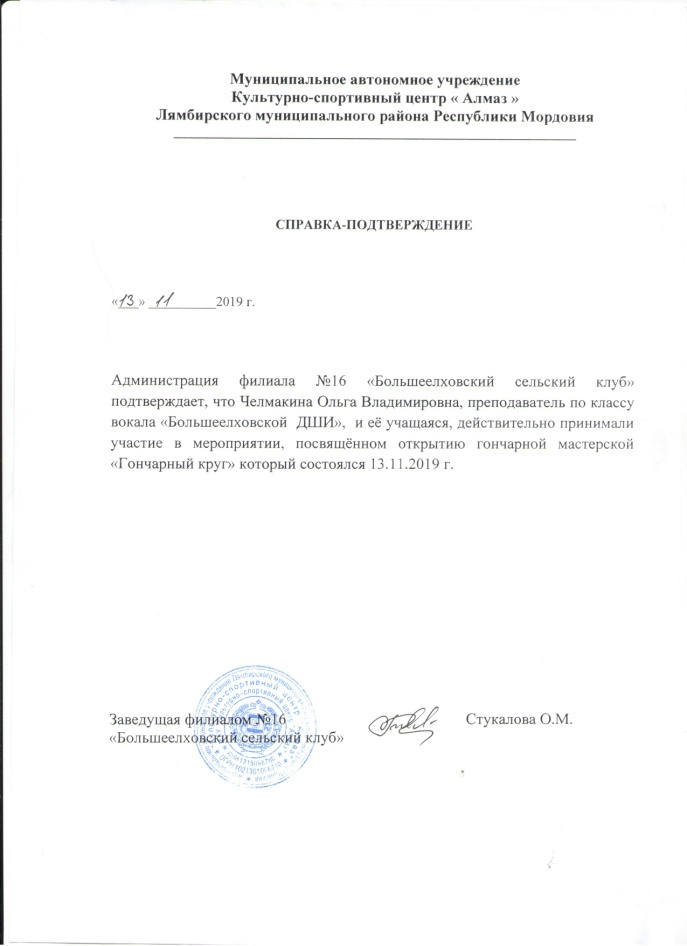 Муниципальное автономное учреждение
Культурно-спортивный центр « Алмаз »
Лямбирского муниципального района Республики Мордовия
СПРАВКА-ПОДТВЕРЖДЕНИЕ
«13» 11 2019 г.
Администрация филиала №16 «Большеелховский сельский клуб»
подтверждает, что Челмакина Ольга Владимировна, преподаватель по классу
вокала «Большеелховской ДШИ», и её учащаяся, действительно принимали
участие в мероприятии, посвящённом открытию гончарной мастерской
«Гончарный круг» который состоялся 13.11.2019 г.
Заведущая филиалом №16 Стукалова О.М.
«Большеелховский сельский клуб»